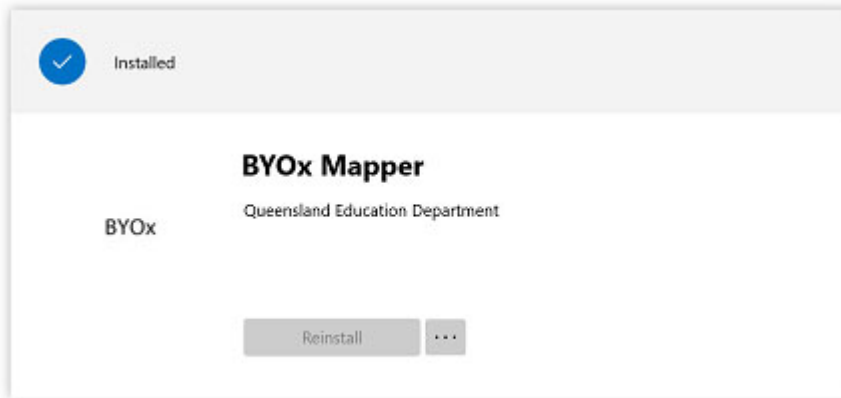 Installed
BYOx Mapper
Queensland Education Department
BYOx
Reinstall
...